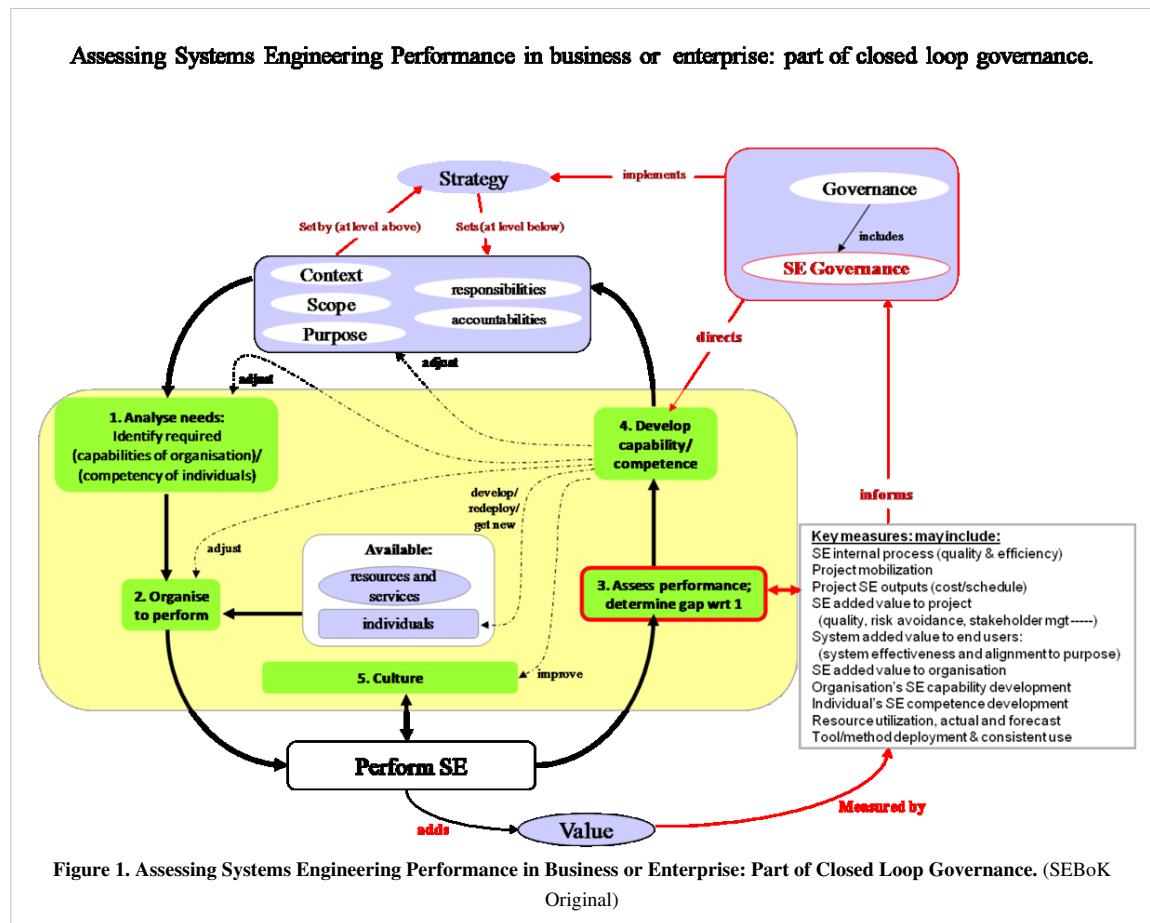 Assessing Systems Engineering Performance in business or enterprise: part of closed loop governance.
Strategy
implements
Governance
includes
SE Governance
Set by (at level above)
Sets (at level below)
Context
Scope
Purpose
responsibilities
accountabilities
directs
adjust
adjust
1. Analyse needs:
Identify required
(capabilities of organisation)/
(competency of individuals)
4. Develop
capability/
competence
informs
develop/
redeploy/
get new
adjust
Available:
resources and
services
individuals
2. Organise
to perform
3. Assess performance;
determine gap wrt 1
Key measures: may include:
SE internal process (quality & efficiency)
Project mobilization
Project SE outputs (cost/schedule)
SE added value to project
(quality, risk avoidance, stakeholder mgt-----)
System added value to end users:
(system effectiveness and alignment to purpose)
SE added value to organisation
Organisation's SE capability development
Individual's SE competence development
Resource utilization, actual and forecast
Tool/method deployment & consistent use
5. Culture
improve
Perform SE
adds
Value
Measured by
Figure 1. Assessing Systems Engineering Performance in Business or Enterprise: Part of Closed Loop Governance. (SEBoK
Original)